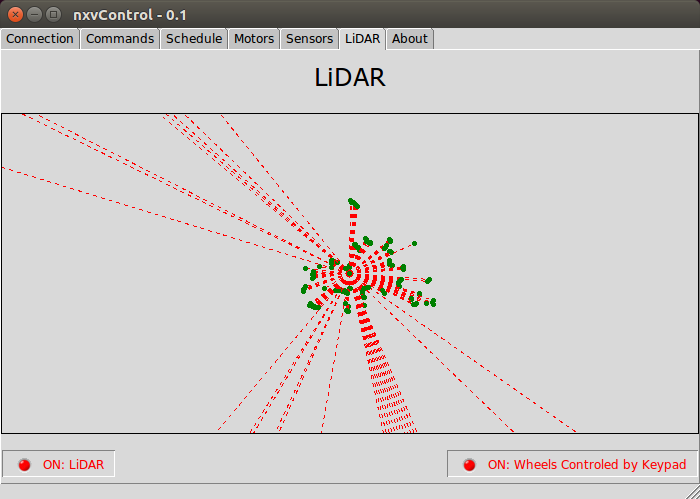 nxvControl - 0.1
Connection Commands Schedule Motors Sensors LiDAR About
LiDAR
ON: LiDAR ON: Wheels Controled by Keypad